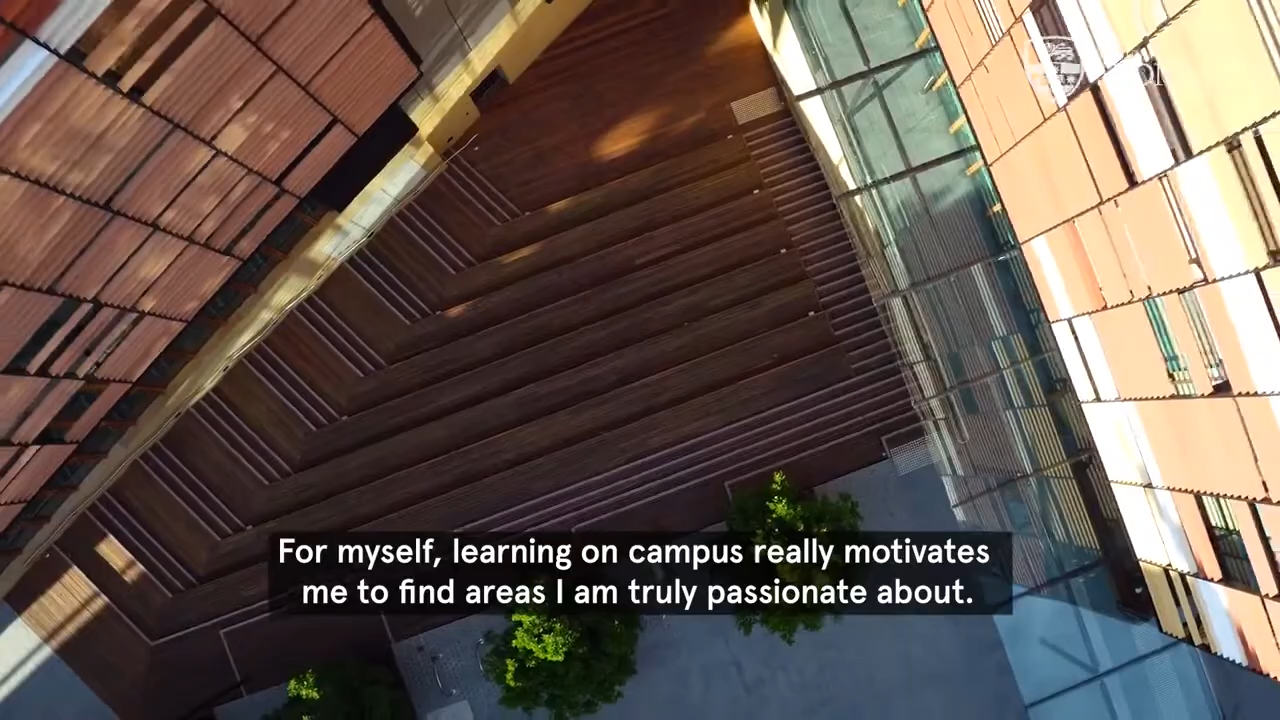 For myself, learning on campus really motivates
me to find areas I am truly passionate about.